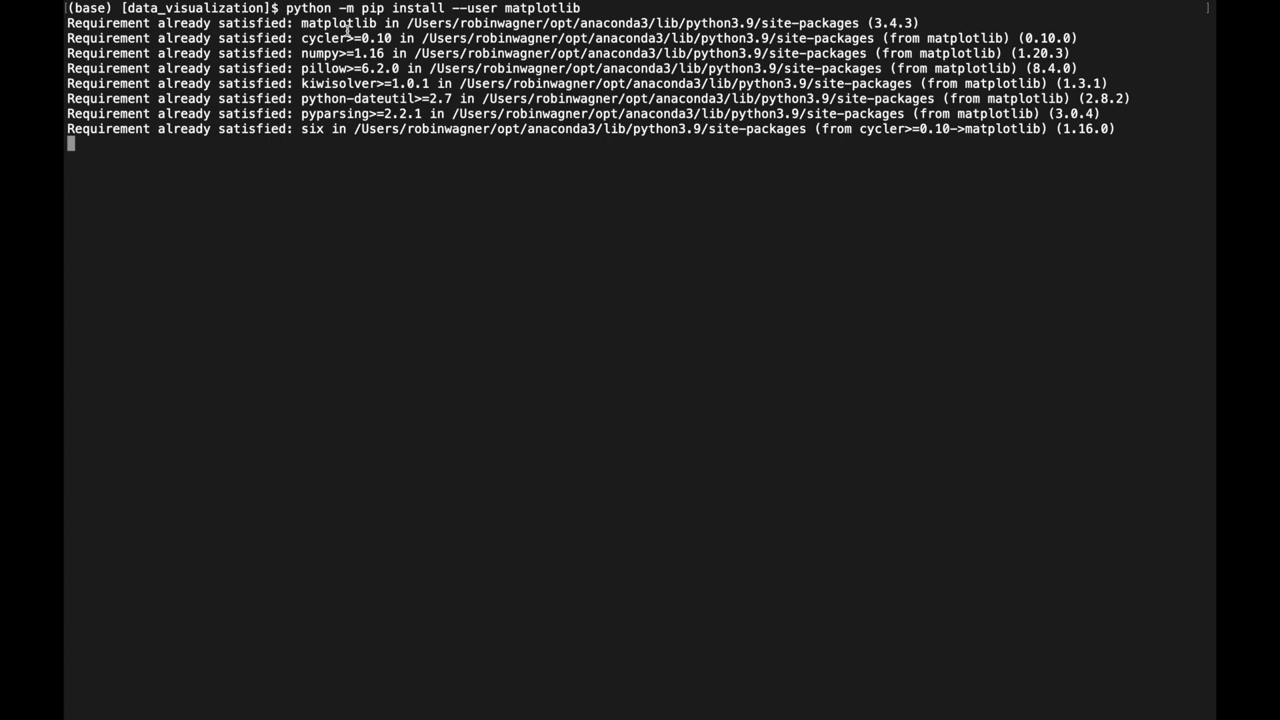 (base) [data_visualization]$ python -m pip install --user matplotlib
Requirement already satisfied: matplotlib in /Users/robinwagner/opt/anaconda3/lib/python3.9/site-packages (3.4.3)
Requirement already satisfied: cycler>=0.10 in /Users/robinwagner/opt/anaconda3/lib/python3.9/site-packages (from matplotlib) (0.10.0)
Requirement already satisfied: numpy>=1.16 in /Users/robinwagner/opt/anaconda3/lib/python3.9/site-packages (from matplotlib) (1.20.3)
Requirement already satisfied: pillow>=6.2.0 in /Users/robinwagner/opt/anaconda3/lib/python3.9/site-packages (from matplotlib) (8.4.0)
Requirement already satisfied: kiwisolver>=1.0.1 in /Users/robinwagner/opt/anaconda3/lib/python3.9/site-packages (from matplotlib) (1.3.1)
Requirement already satisfied: python-dateutil>=2.7 in /Users/robinwagner/opt/anaconda3/lib/python3.9/site-packages (from matplotlib) (2.8.2)
Requirement already satisfied: pyparsing>=2.2.1 in /Users/robinwagner/opt/anaconda3/lib/python3.9/site-packages (from matplotlib) (3.0.4)
Requirement already satisfied: six in /Users/robinwagner/opt/anaconda3/lib/python3.9/site-packages (from cycler>=0.10->matplotlib) (1.16.0)